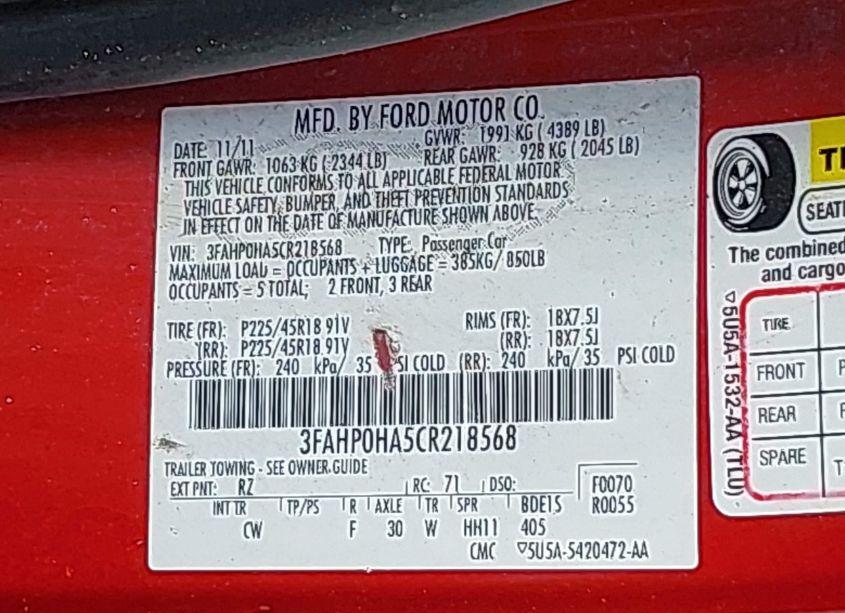 MFD. BY FORD MOTOR CO.
DATE: 11/11 GVWR: 1991 KG ( 4389 LB)
FRONT GAWR: 1063 KG ( 2344 LB) REAR GAWR: 928 KG ( 2045 LB)
THIS VEHICLE CONFORMS TO ALL APPLICABLE FEDERAL MOTOR
VEHICLE SAFETY, BUMPER, AND THEFT PREVENTION STANDARDS
IN EFFECT ON THE DATE OF MANUFACTURE SHOWN ABOVE.
VIN: 3FAHP0HA5CR218568 TYPE: Passenger Car
MAXIMUM LOAD = OCCUPANTS + LUGGAGE = 385KG/ 850LB
OCCUPANTS = 5 TOTAL; 2 FRONT, 3 REAR
TIRE (FR): P225/45R18 91V RIMS (FR): 18X7.5J
(RR): P225/45R18 91V (RR): 18X7.5J
PRESSURE (FR): 240 kPa/ 35 PSI COLD (RR): 240 kPa/ 35 PSI COLD
3FAHP0HA5CR218568
TRAILER TOWING - SEE OWNER GUIDE
EXT PNT: RZ RC: 71 DSO: F0070
R0055
INT TR TP/PS R AXLE TR SPR BDE15
CW F 30 W HH11 405
CMC ▽5U5A-5420472-AA
SEATI
The combined
and cargo
TIRE
FRONT
REAR
SPARE
▽5U5A-1532-AA (TLU)